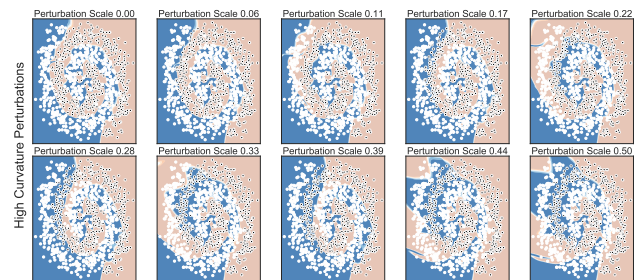 High Curvature Perturbations
Perturbation Scale 0.00
Perturbation Scale 0.06
Perturbation Scale 0.11
Perturbation Scale 0.17
Perturbation Scale 0.22
Perturbation Scale 0.28
Perturbation Scale 0.33
Perturbation Scale 0.39
Perturbation Scale 0.44
Perturbation Scale 0.50